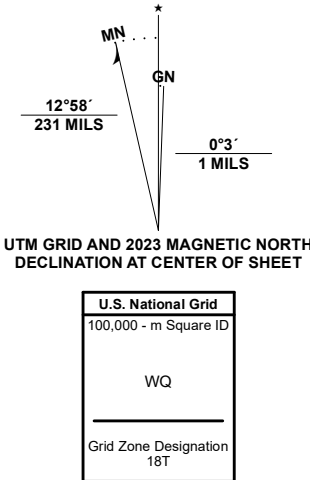 ★
MN
GN
12°58´
231 MILS
0°3´
1 MILS
UTM GRID AND 2023 MAGNETIC NORTH
DECLINATION AT CENTER OF SHEET
U.S. National Grid
100,000 - m Square ID
WQ
Grid Zone Designation
18T